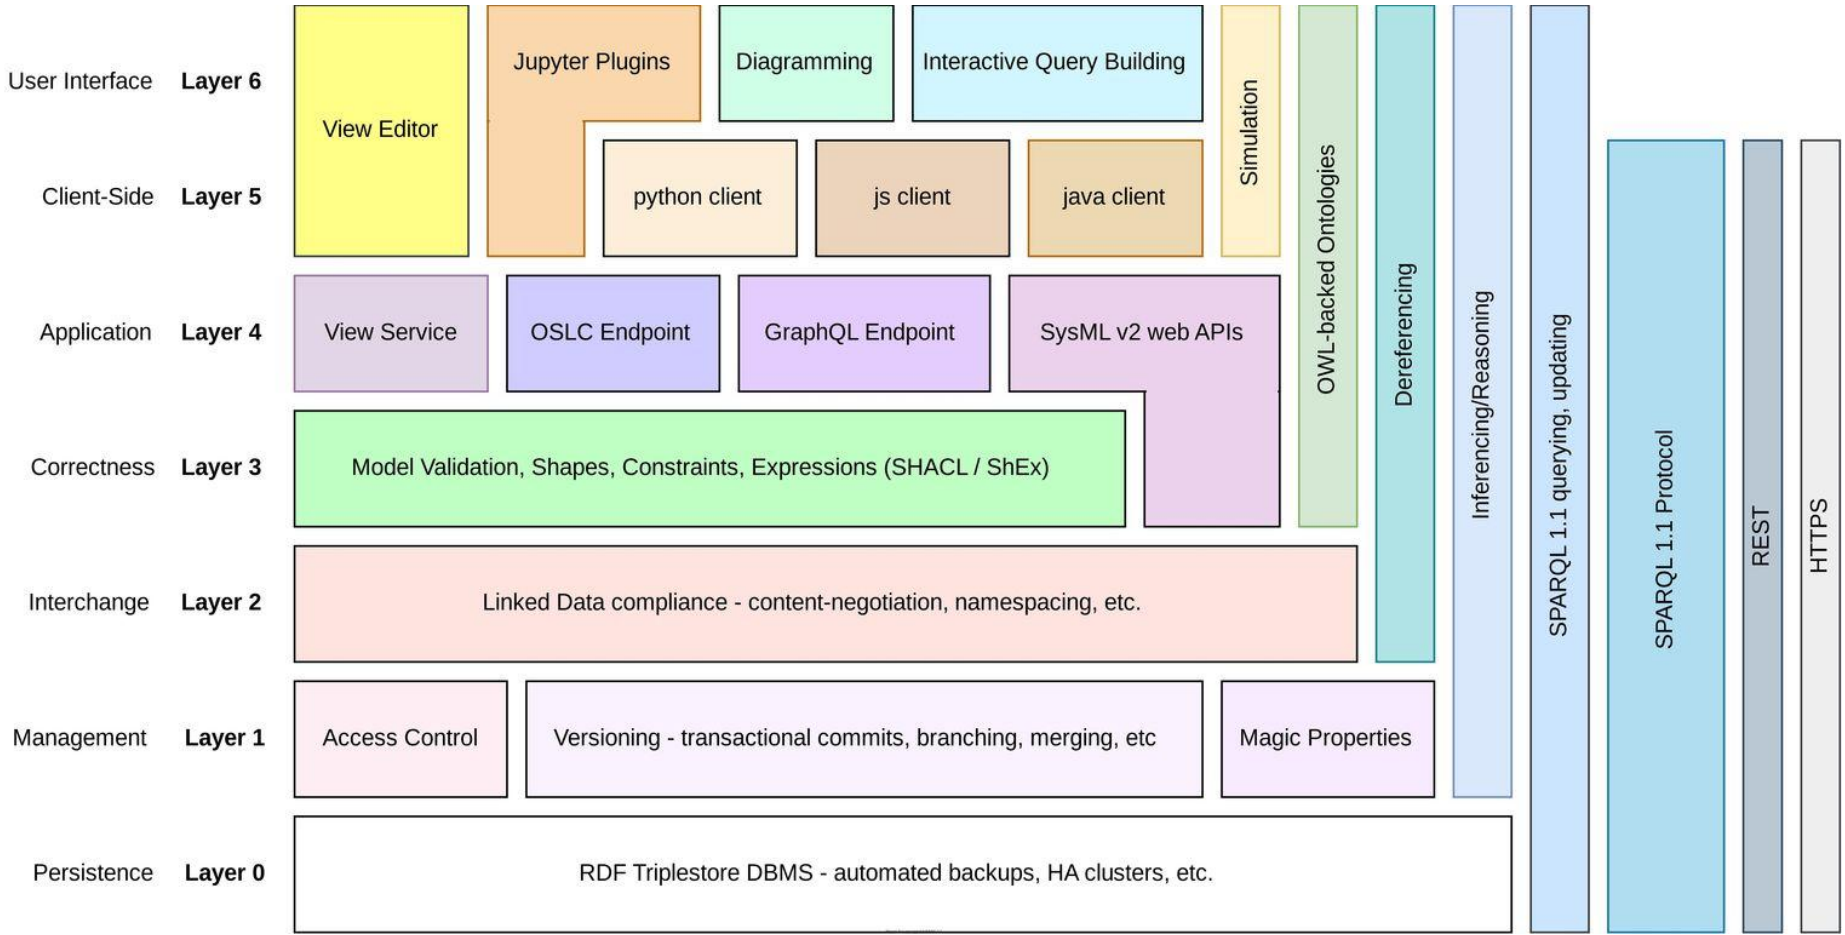 User Interface Layer 6
View Editor
Jupyter Plugins
Diagramming
Interactive Query Building
Simulation
OWL-backed Ontologies
Dereferencing
Inferencing/Reasoning
SPARQL 1.1 querying, updating
SPARQL 1.1 Protocol
REST
HTTPS
Client-Side Layer 5
python client
js client
java client
Application Layer 4
View Service
OSLC Endpoint
GraphQL Endpoint
SysML v2 web APIs
Correctness Layer 3
Model Validation, Shapes, Constraints, Expressions (SHACL / ShEx)
Interchange Layer 2
Linked Data compliance - content-negotiation, namespacing, etc.
Management Layer 1
Access Control
Versioning - transactional commits, branching, merging, etc
Magic Properties
Persistence Layer 0
RDF Triplestore DBMS - automated backups, HA clusters, etc.